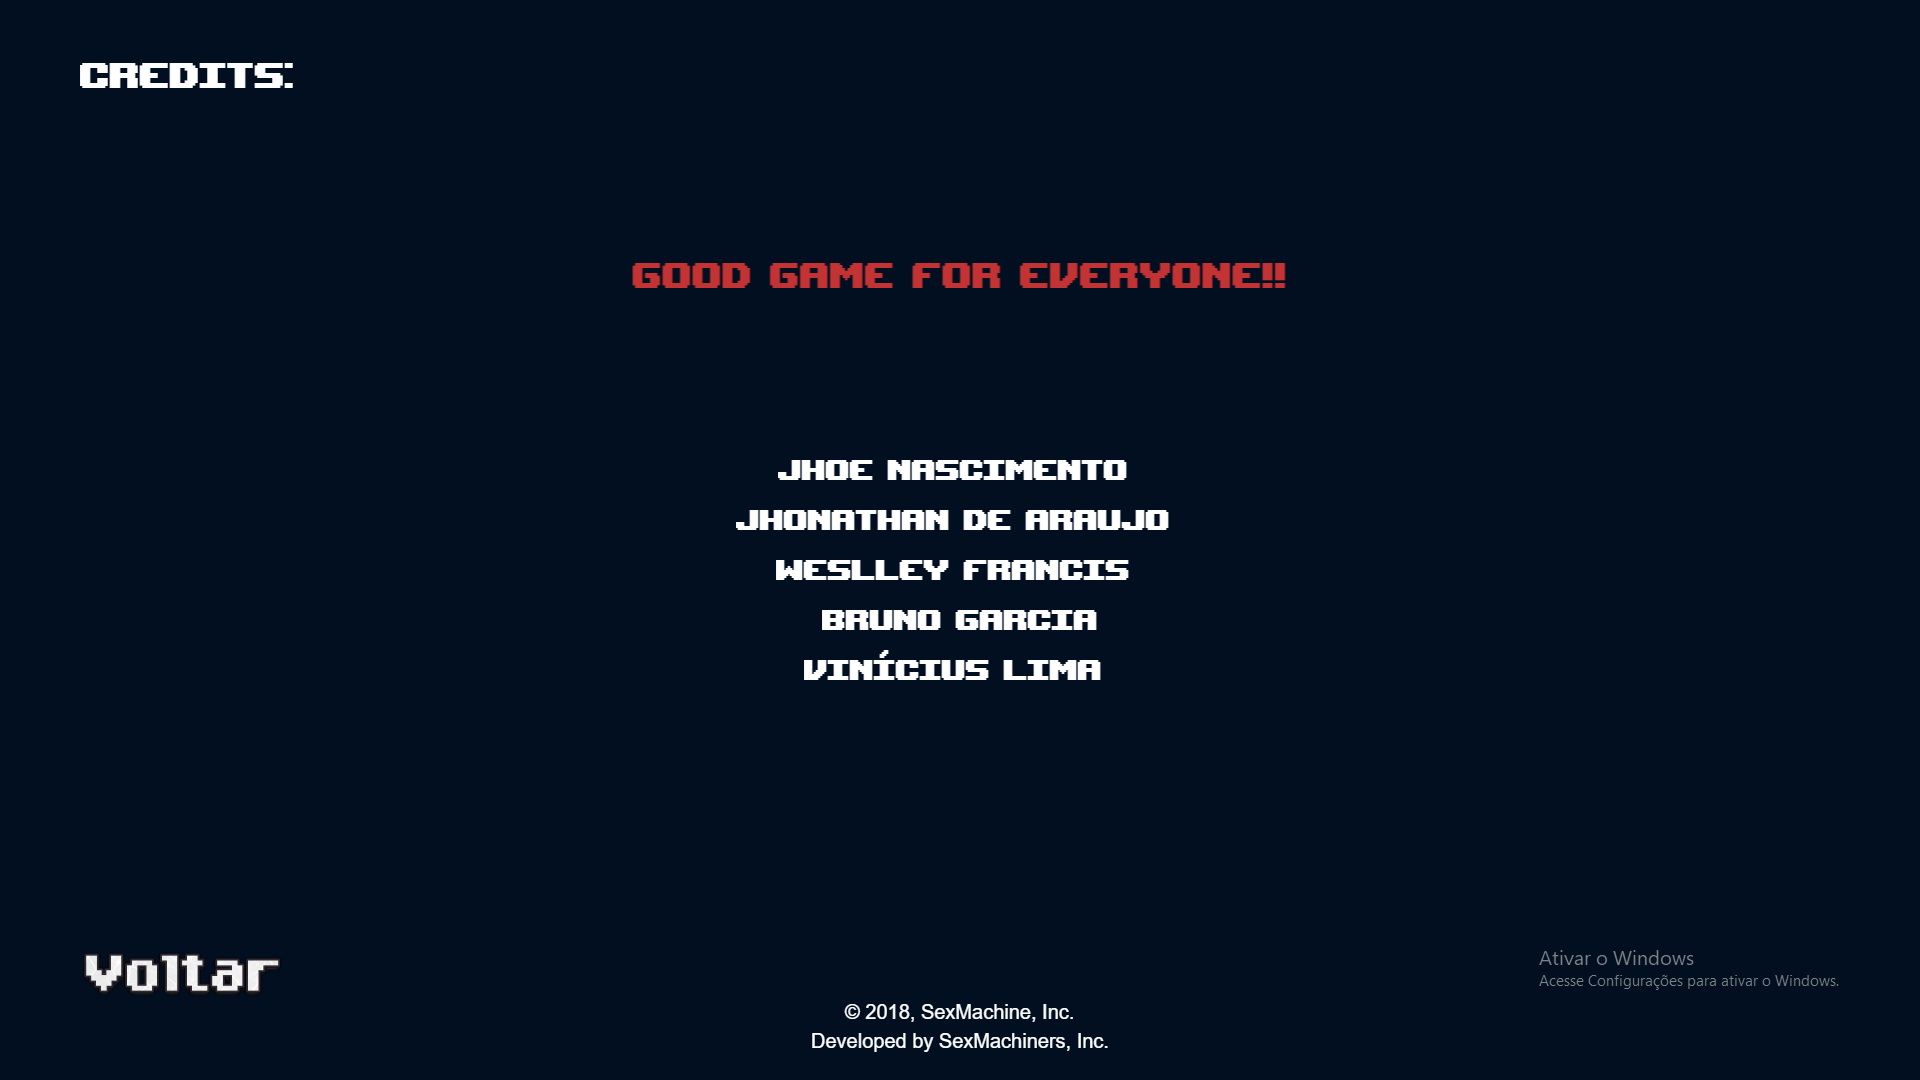 CREDITS:
GOOD GAME FOR EVERYONE!!
JHOE NASCIMENTO
JHONATHAN DE ARAUJO
WESLLEY FRANCIS
BRUNO GARCIA
VINÍCIUS LIMA
Voltar
Ativar o Windows
Acesse Configurações para ativar o Windows.
© 2018, SexMachine, Inc.
Developed by SexMachiners, Inc.